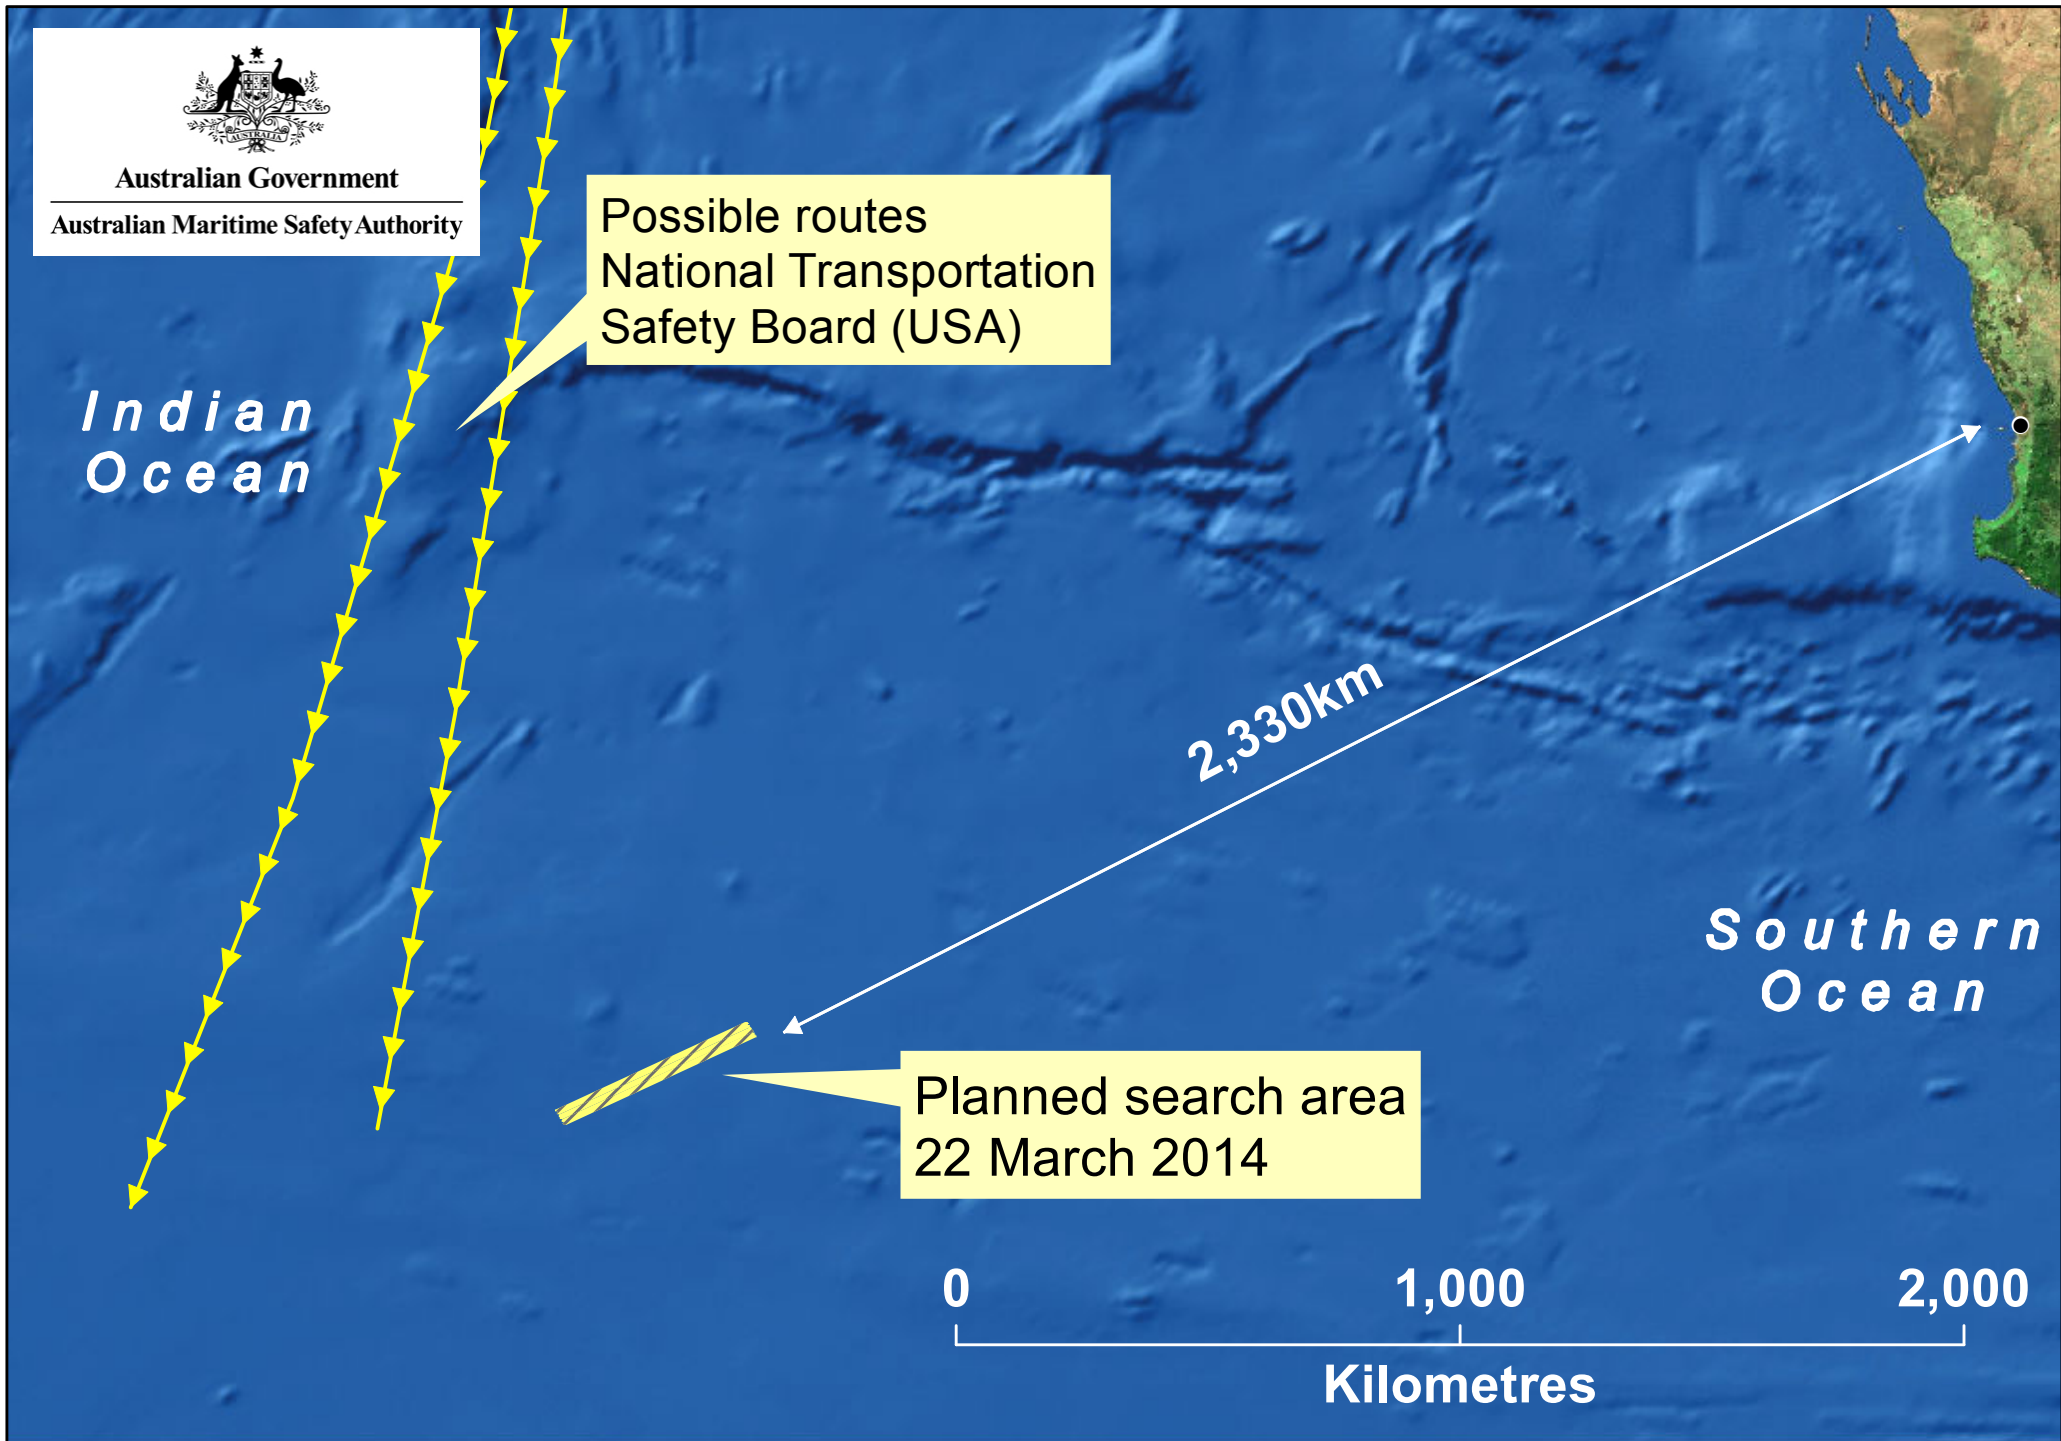 AUSTRALIA
Australian Government
Australian Maritime Safety Authority
Possible routes
National Transportation
Safety Board (USA)
Indian
Ocean
2,330km
Southern
Ocean
Planned search area
22 March 2014
0 1,000 2,000
Kilometres